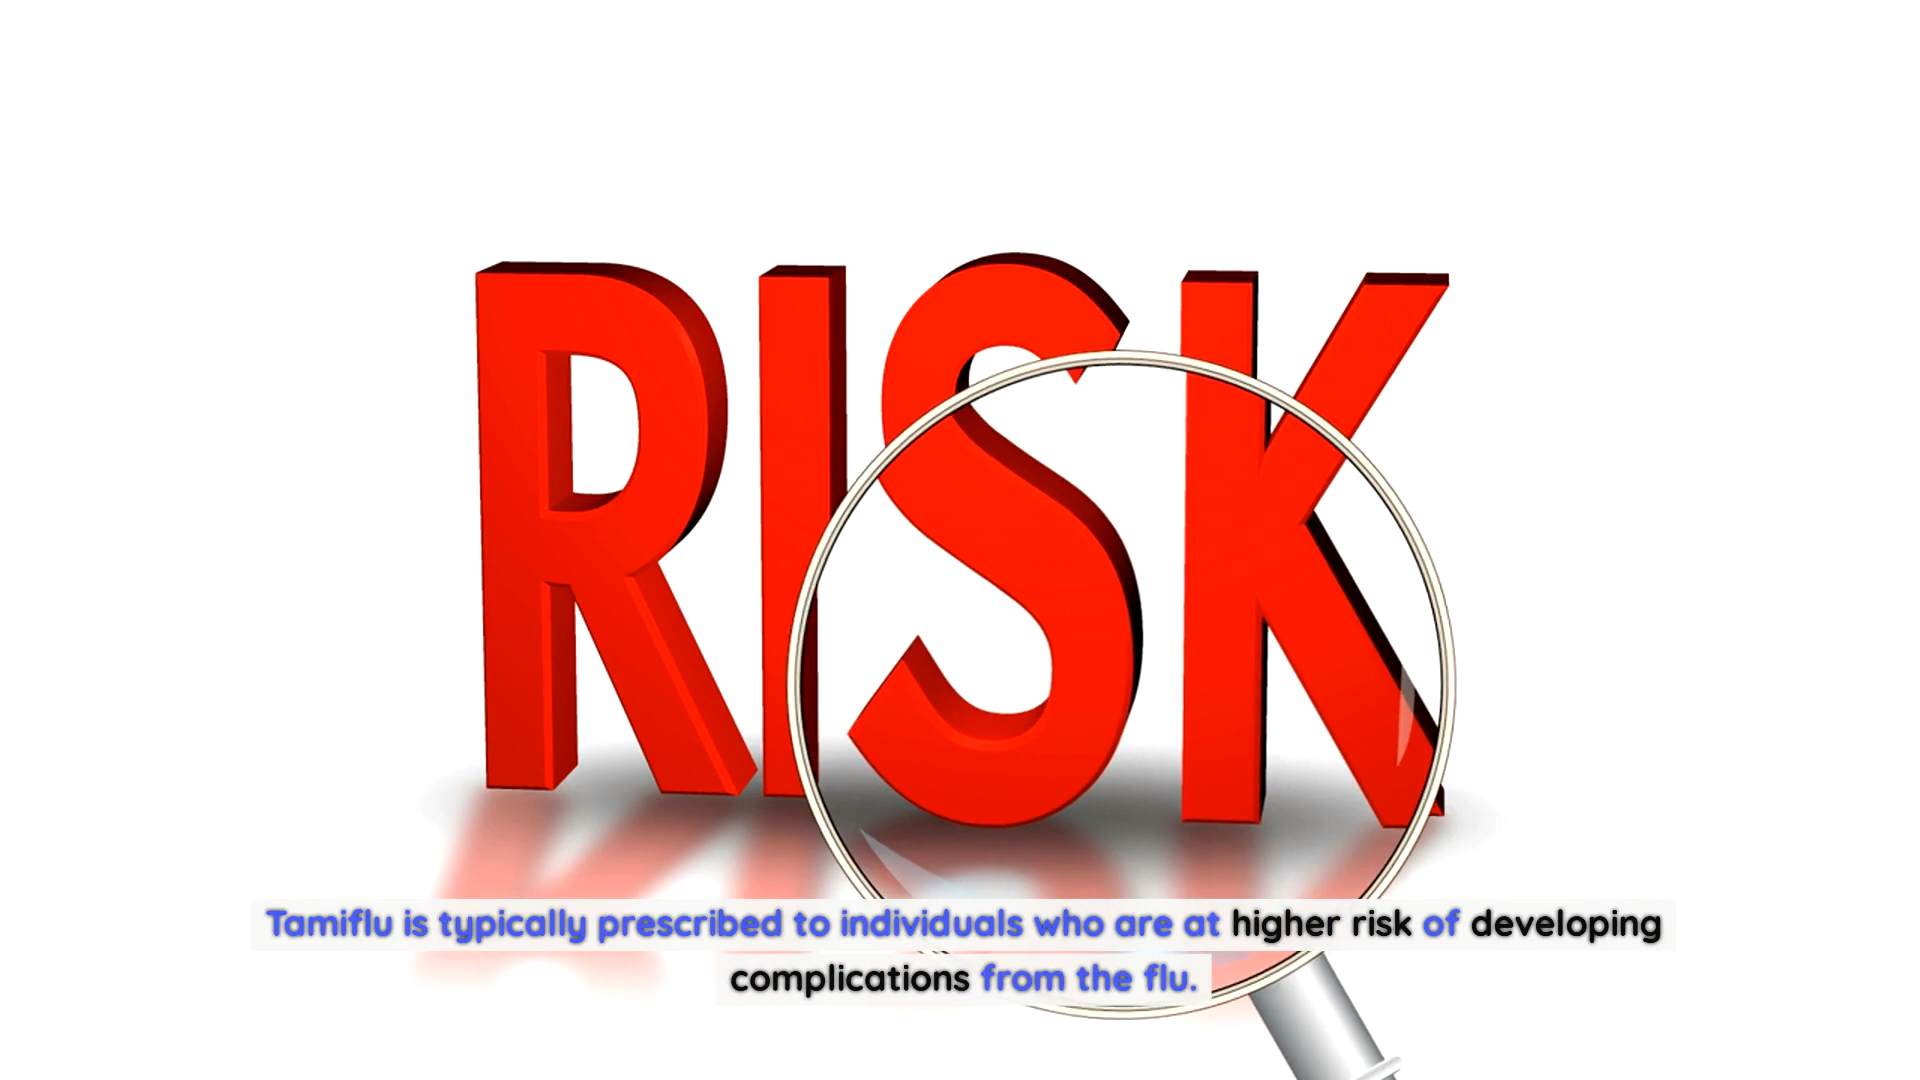 RISK
Tamiflu is typically prescribed to individuals who are at higher risk of developing
complications from the flu.